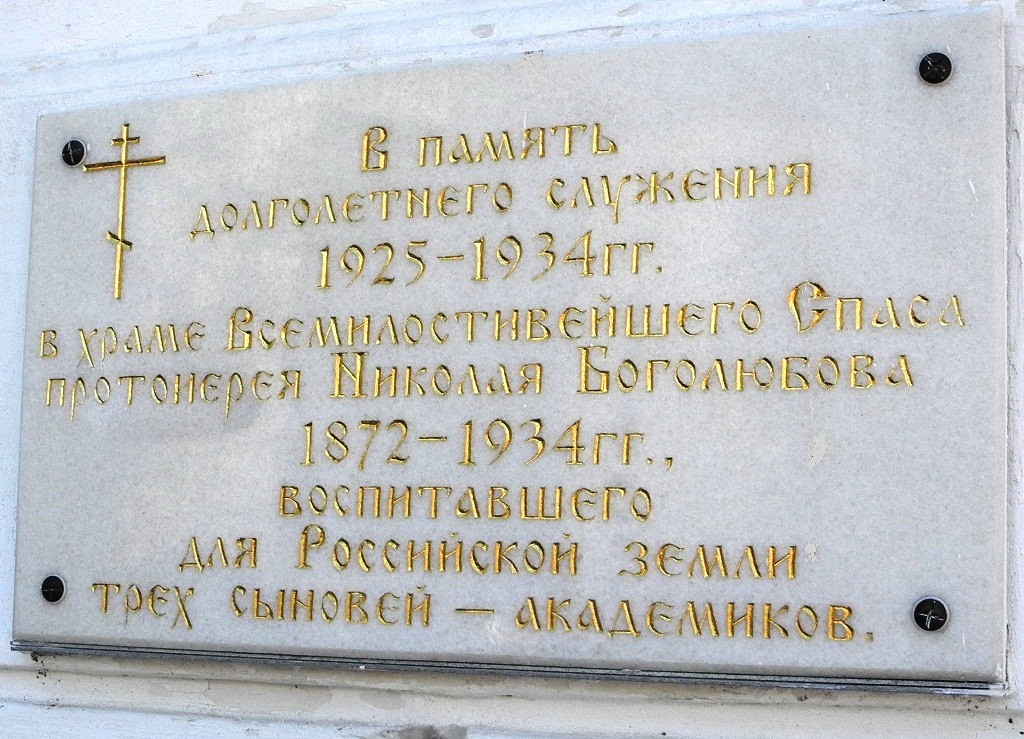 В память
долголетнего служения
1925–1934гг.
в храме Всемилостивейшего Спаса
протоиерея Николая Боголюбова
1872–1934гг.,
воспитавшего
для Российской земли
трех сыновей – академиков.